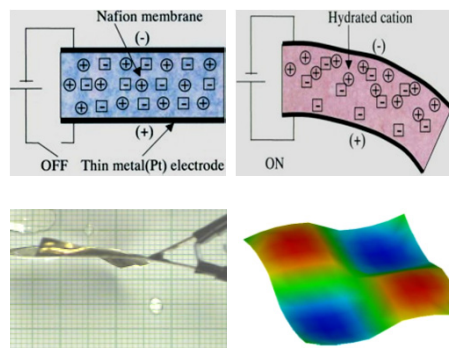 Nafion membrane
(-)
(+)
OFF
Thin metal(Pt) electrode
Hydrated cation
(-)
(+)
ON